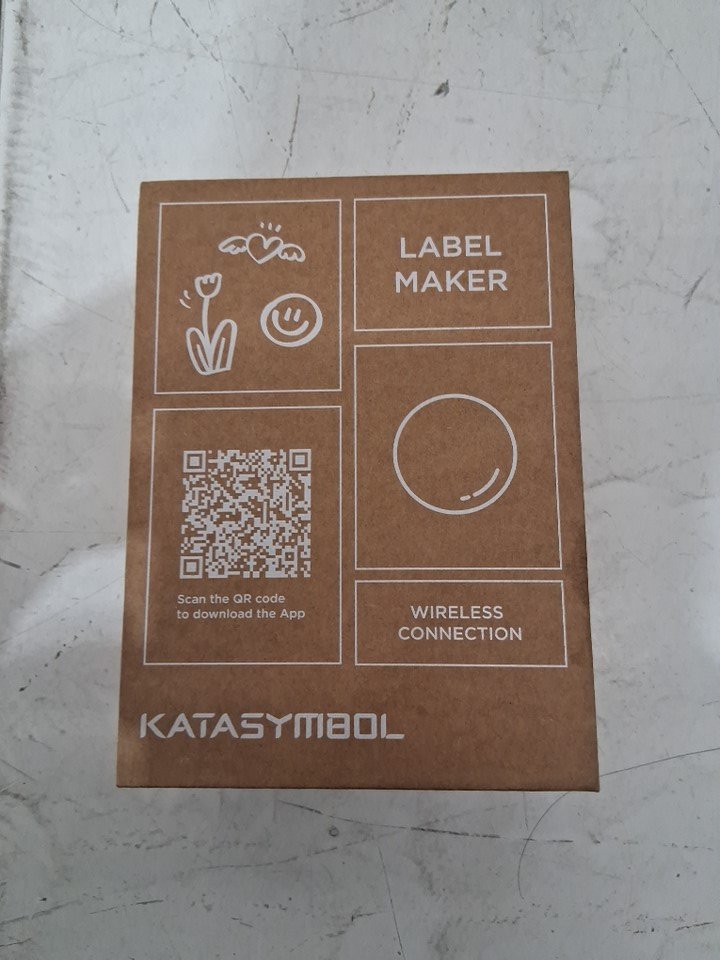 LABEL
MAKER
Scan the QR code
to download the App
WIRELESS
CONNECTION
KATASYMBOL